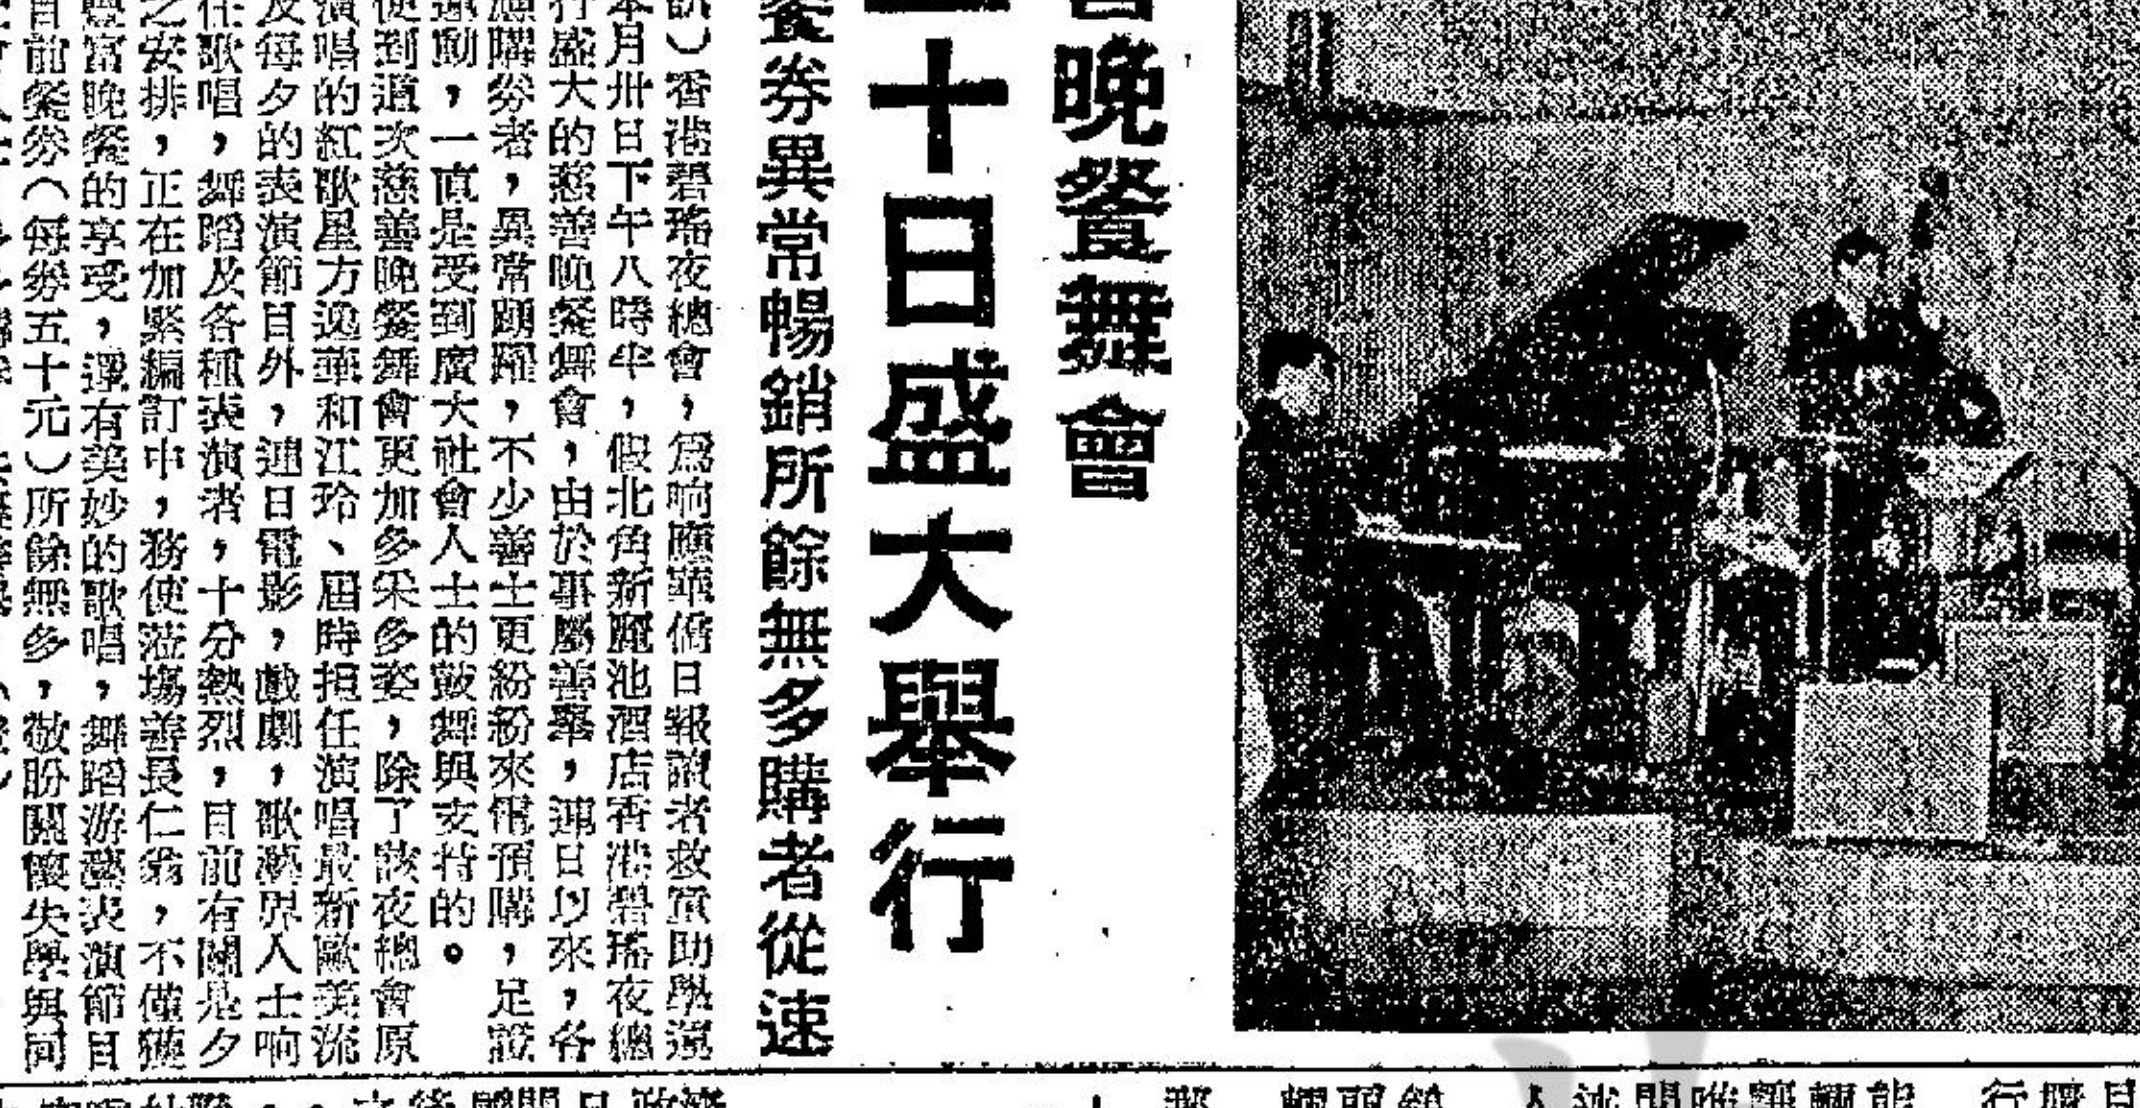 晚餐舞會
十日盛大舉行
餐券異常暢銷所餘無多購者從速
訊）香港碧瑤夜總會，爲响應華僑日報讀者救童助學運
本月卅日下午八時半，假北角新麗池酒店香港碧瑤夜總
行盛大的慈善晚餐舞會，由於事屬善舉，連日以來，各
購券者，異常踴躍，不少善士更紛紛來電預購，足證
運動，一直是受到廣大社會人士的鼓舞與支持的。
使到這次慈善晚餐舞會更加多采多姿，除了該夜總會原
演唱的紅歌星方逸華和江玲、屆時担任演唱最新歐美流
及每夕的表演節目外，連日電影，戲劇，歌藝界人士响
任歌唱，舞蹈及各種表演者，十分熱烈，目前有關是夕
之安排，正在加緊編訂中，務使蒞塲善長仁翁，不僅獲
豐富晚餐的享受，還有美妙的歌唱，舞蹈游藝表演節目
目前餐券（每券五十元）所餘無多，敬盼關懷失學與同